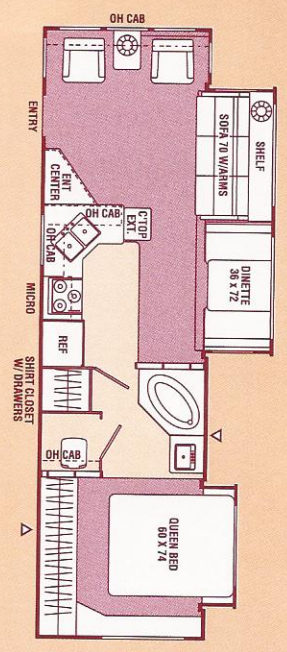 OH CAB
ENTRY
SOFA 70 W/ARMS
SHELF
ENT
CENTER
OH CAB
C'TOP
EXT.
OH CAB
DINETTE
36 X 72
MICRO
REF
SHIRT CLOSET
W/ DRAWERS
OH CAB
QUEEN BED
60 X 74